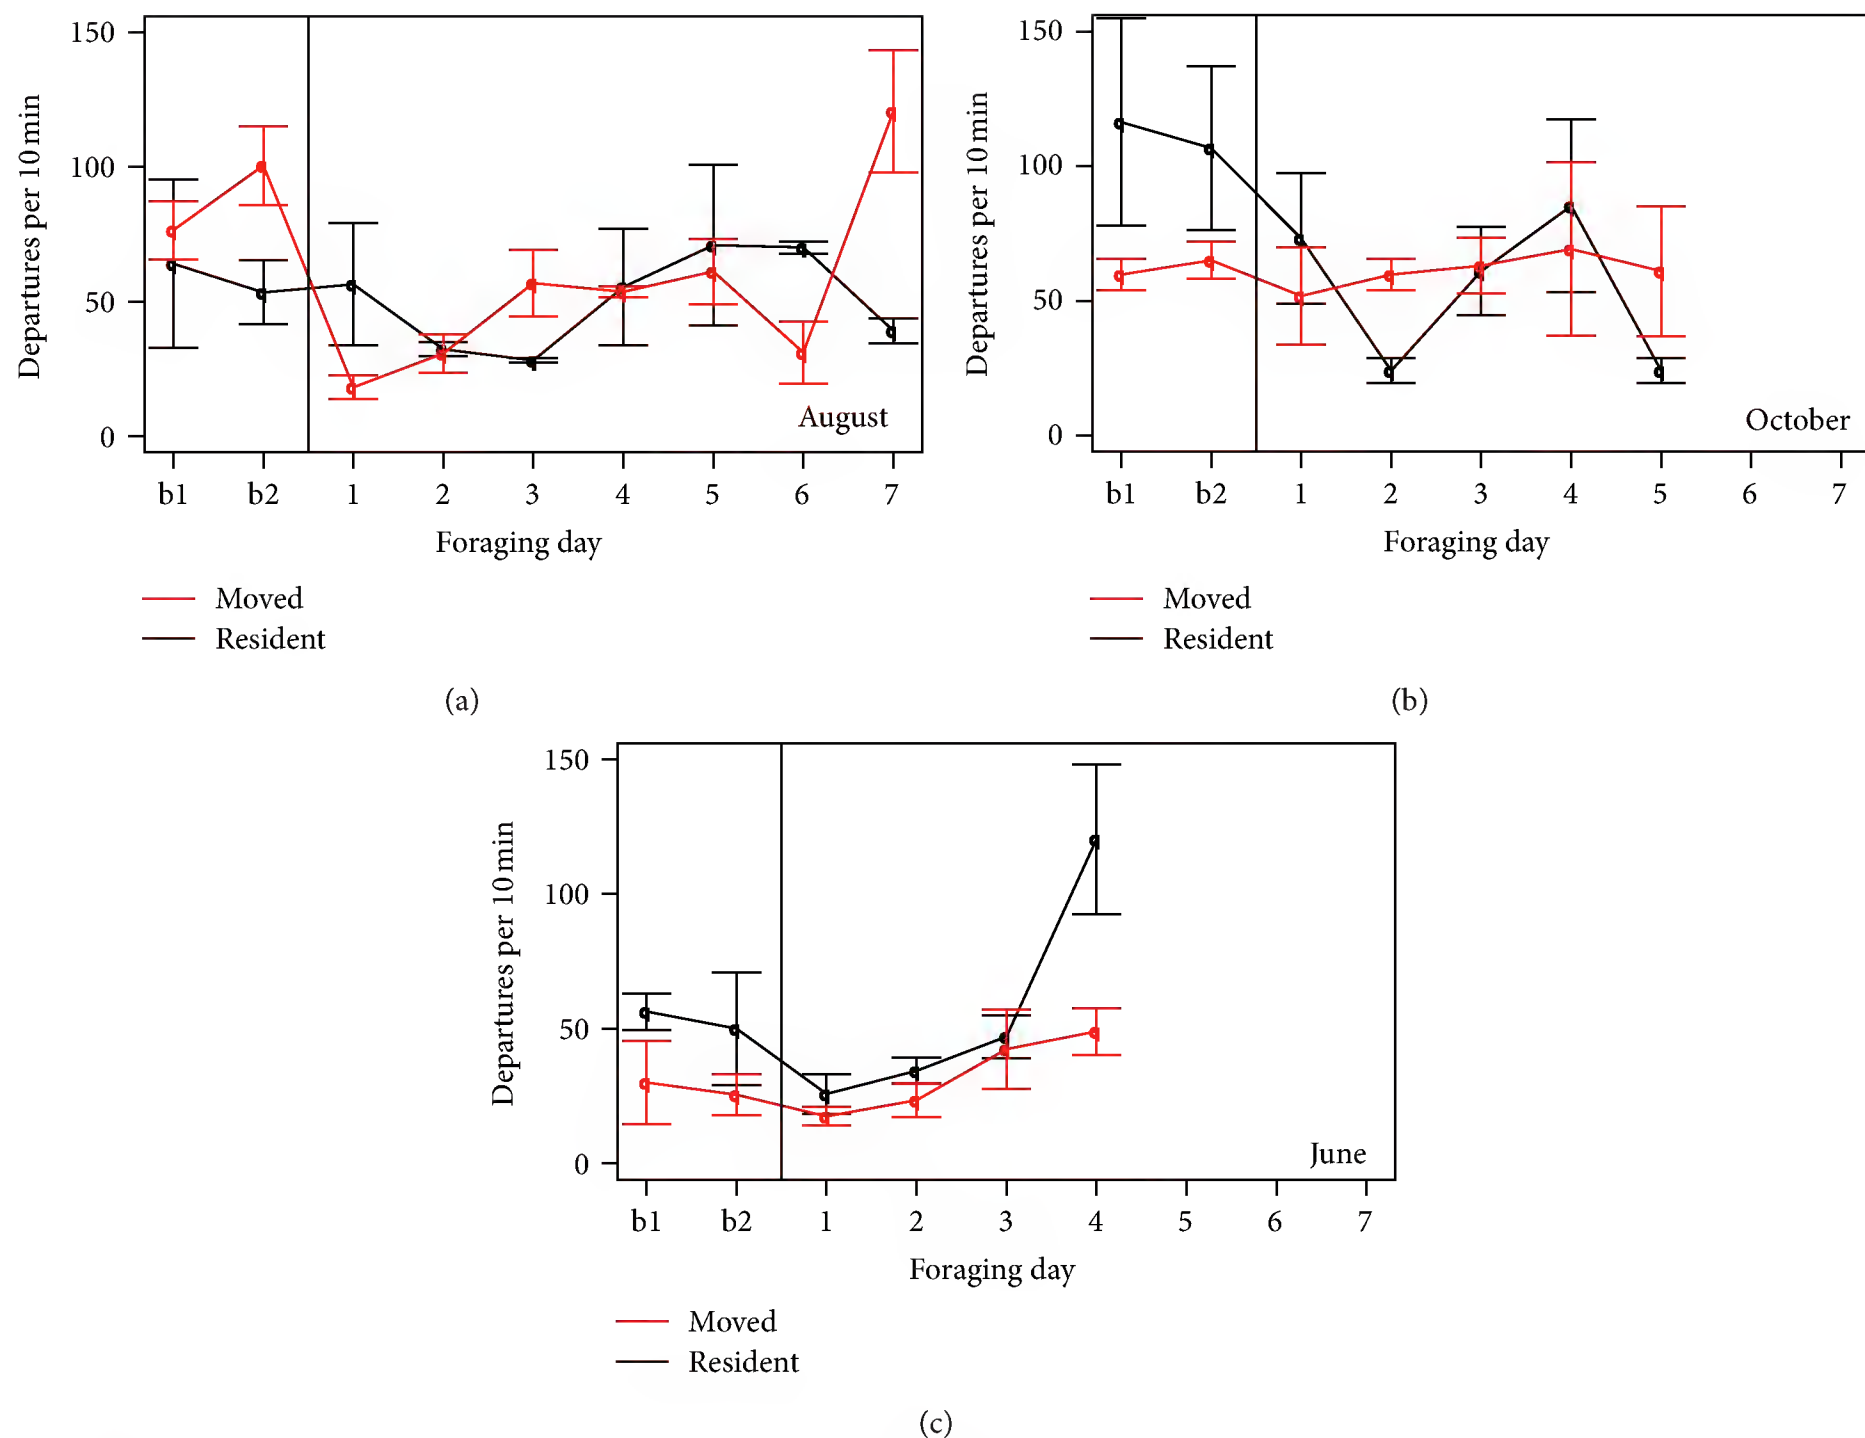 Departures per 10 min
150
100
50
0
August
b1 b2 1 2 3 4 5 6 7
Foraging day
Moved
Resident
(a)
Departures per 10 min
150
100
50
0
October
b1 b2 1 2 3 4 5 6 7
Foraging day
Moved
Resident
(b)
Departures per 10 min
150
100
50
0
June
b1 b2 1 2 3 4 5 6 7
Foraging day
Moved
Resident
(c)